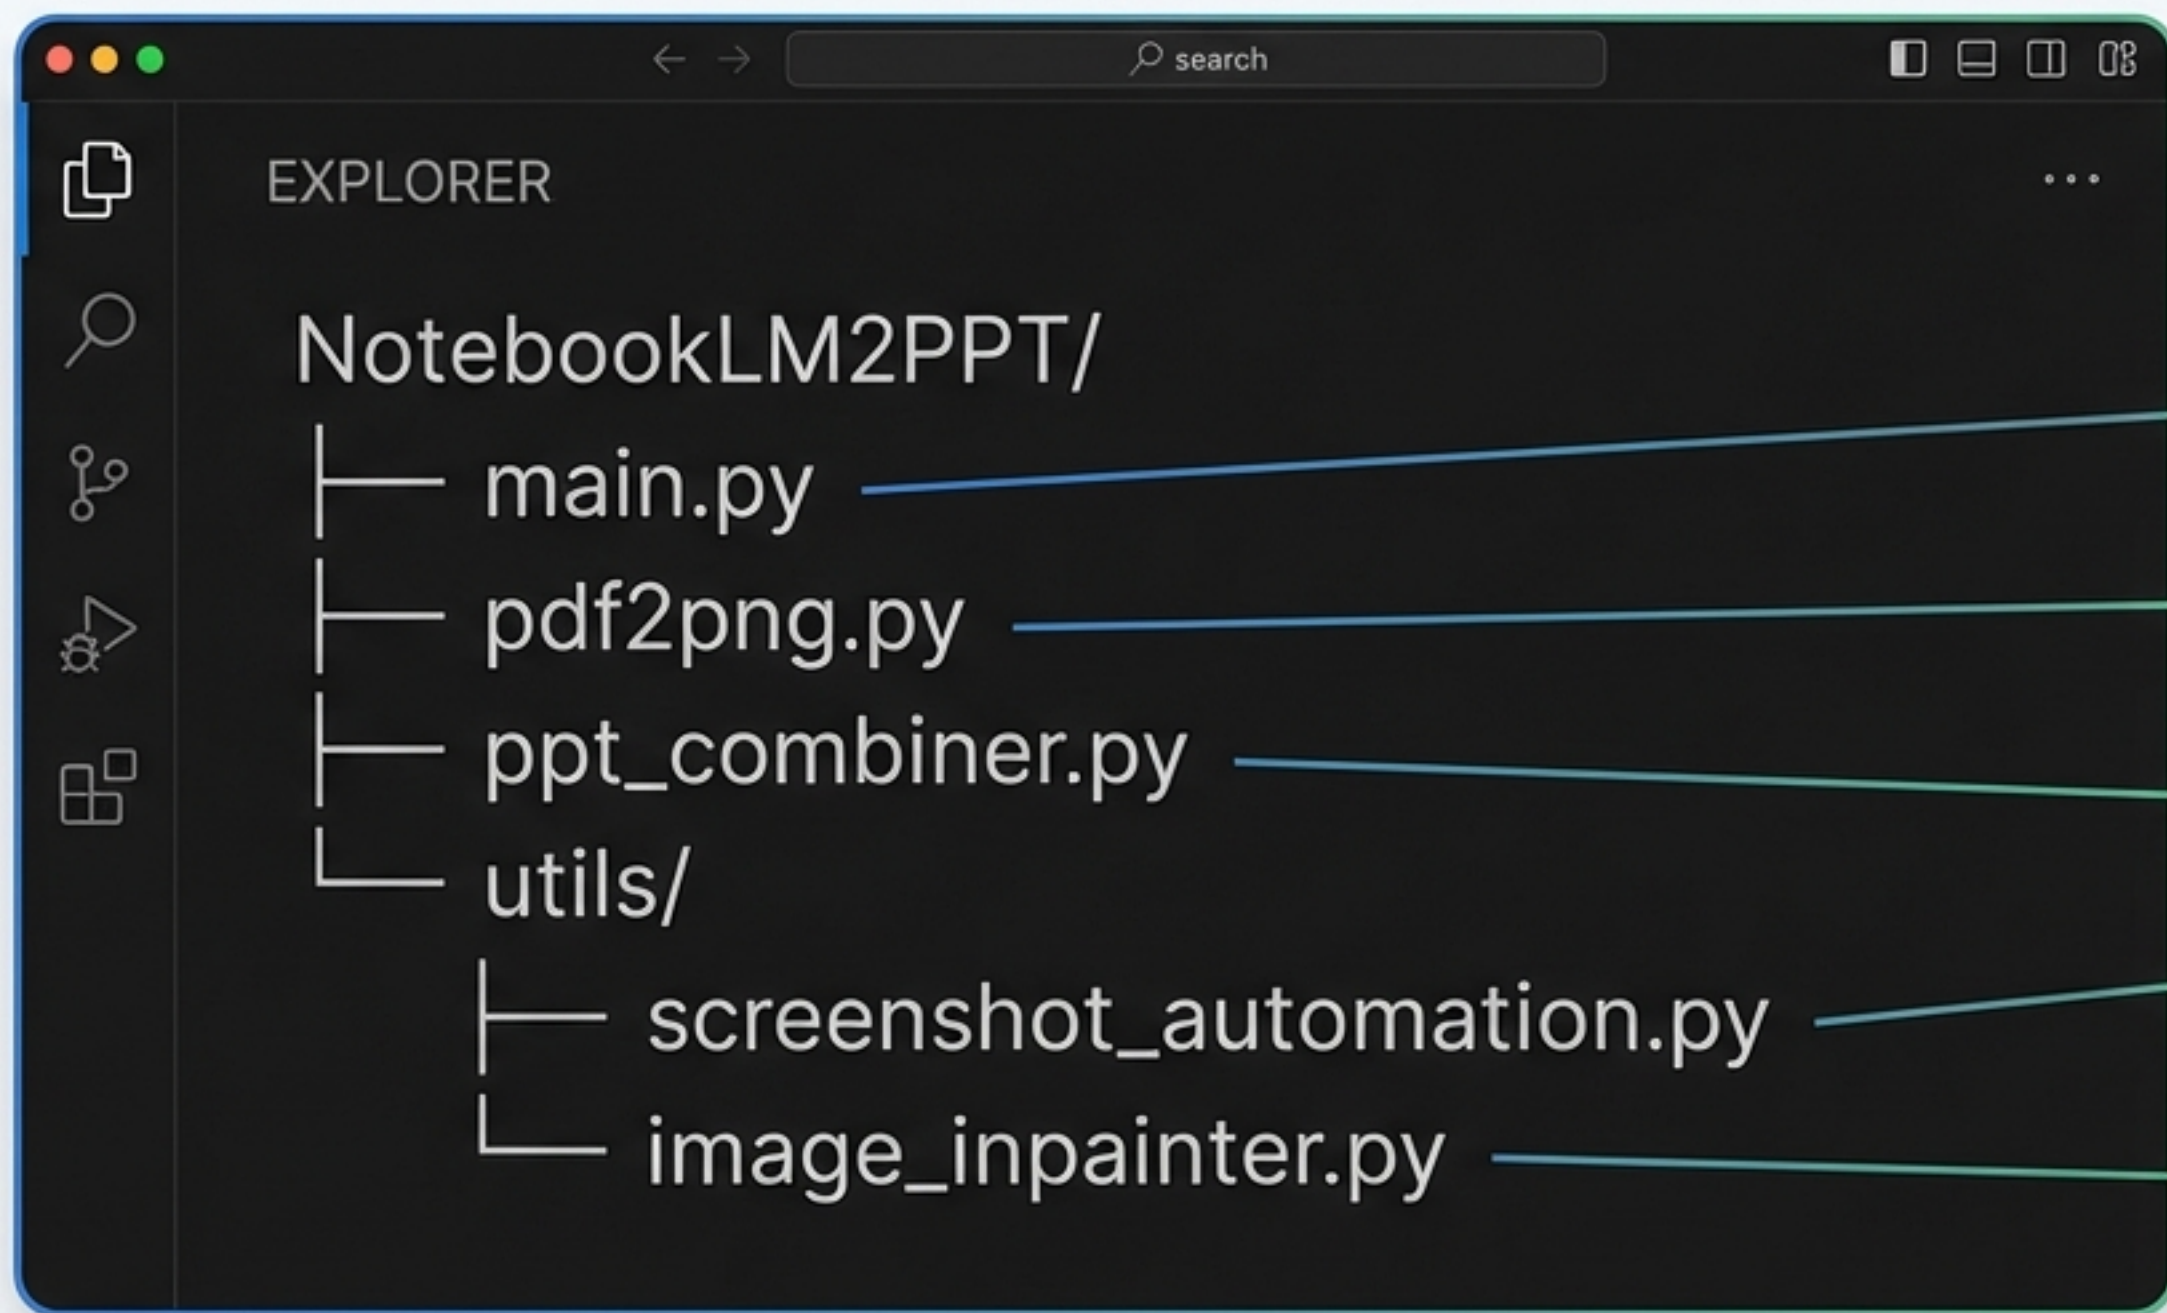 search
EXPLORER
NotebookLM2PPT/
main.py
pdf2png.py
ppt_combiner.py
utils/
screenshot_automation.py
image_inpainter.py